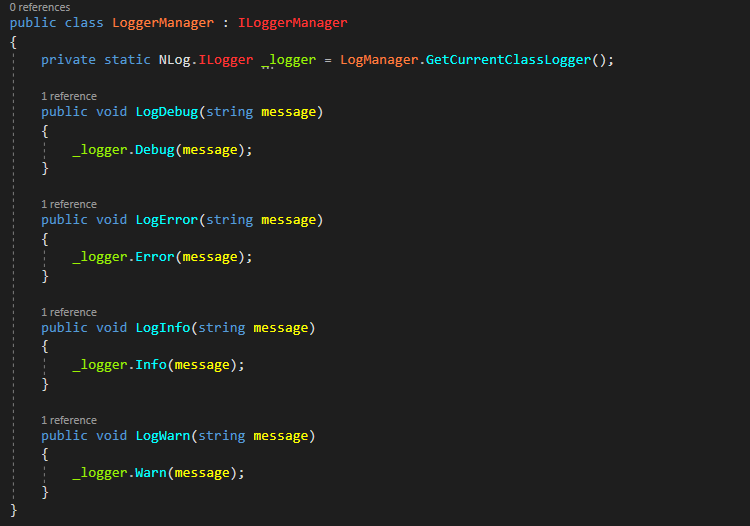 0 references
public class LoggerManager : ILoggerManager
{
    private static NLog.ILogger _logger = LogManager.GetCurrentClassLogger();
    1 reference
    public void LogDebug(string message)
    {
        _logger.Debug(message);
    }
    1 reference
    public void LogError(string message)
    {
        _logger.Error(message);
    }
    1 reference
    public void LogInfo(string message)
    {
        _logger.Info(message);
    }
    1 reference
    public void LogWarn(string message)
    {
        _logger.Warn(message);
    }
}